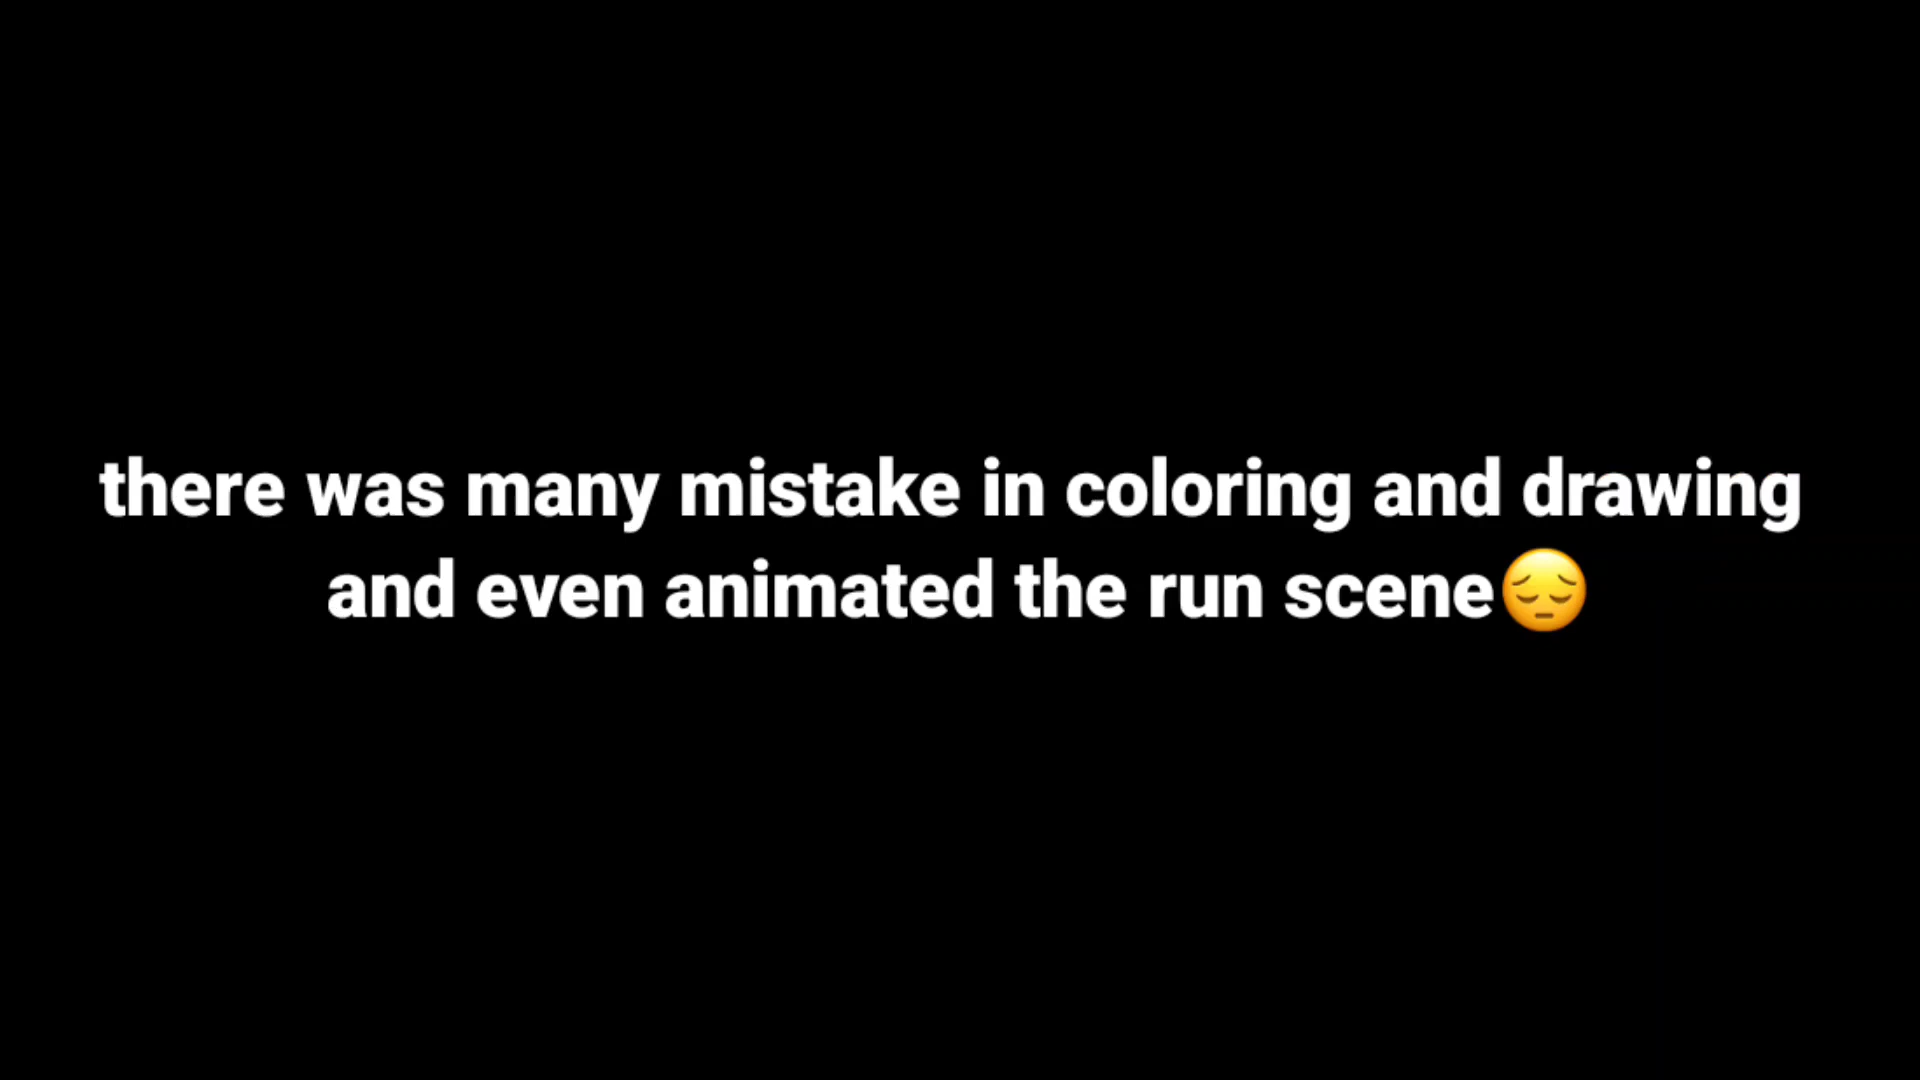 there was many mistake in coloring and drawing
and even animated the run scene😔